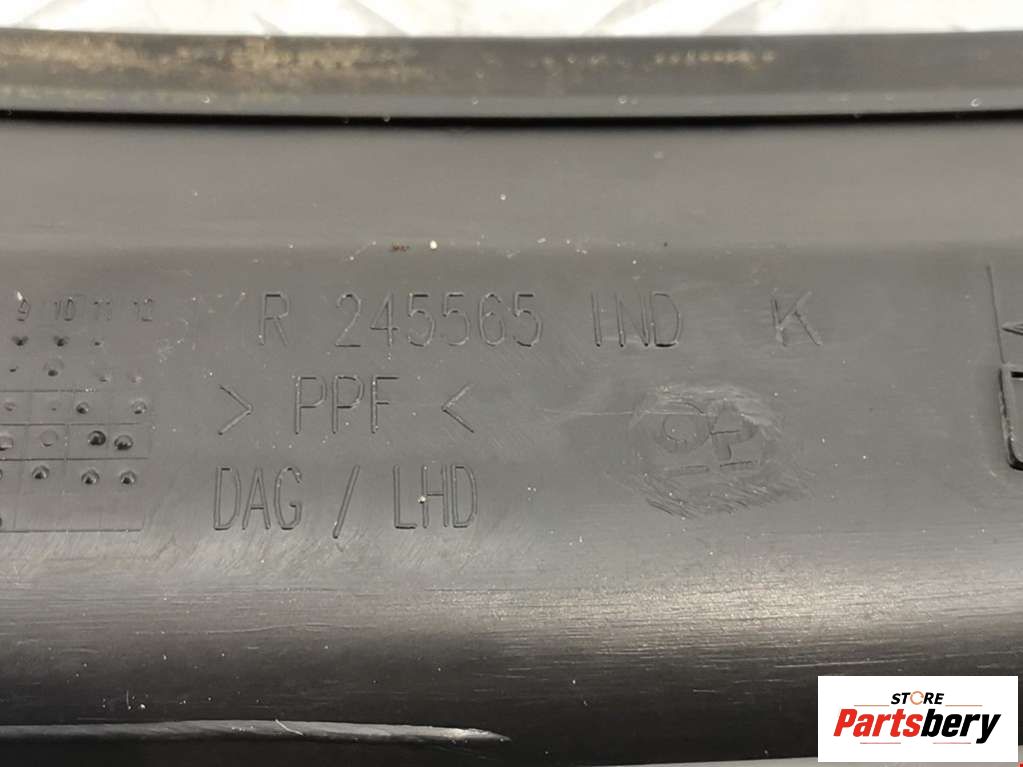 9 10 11 12
R 245565 IND K
> PPF <
DAG / LHD
STORE
Partsbery